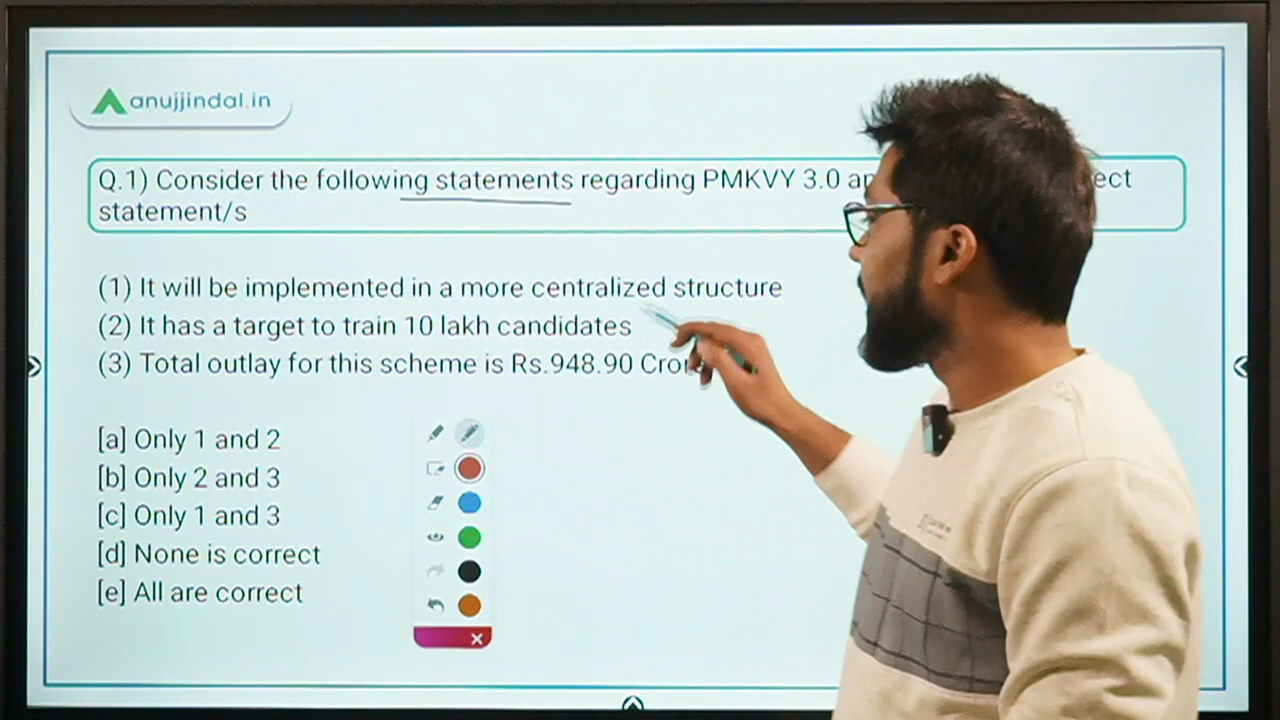 anujjindal.in
Q.1) Consider the following statements regarding PMKVY 3.0 ect
statement/s
(1) It will be implemented in a more centralized structure
(2) It has a target to train 10 lakh candidates
(3) Total outlay for this scheme is Rs.948.90 Cror
[a] Only 1 and 2
[b] Only 2 and 3
[c] Only 1 and 3
[d] None is correct
[e] All are correct